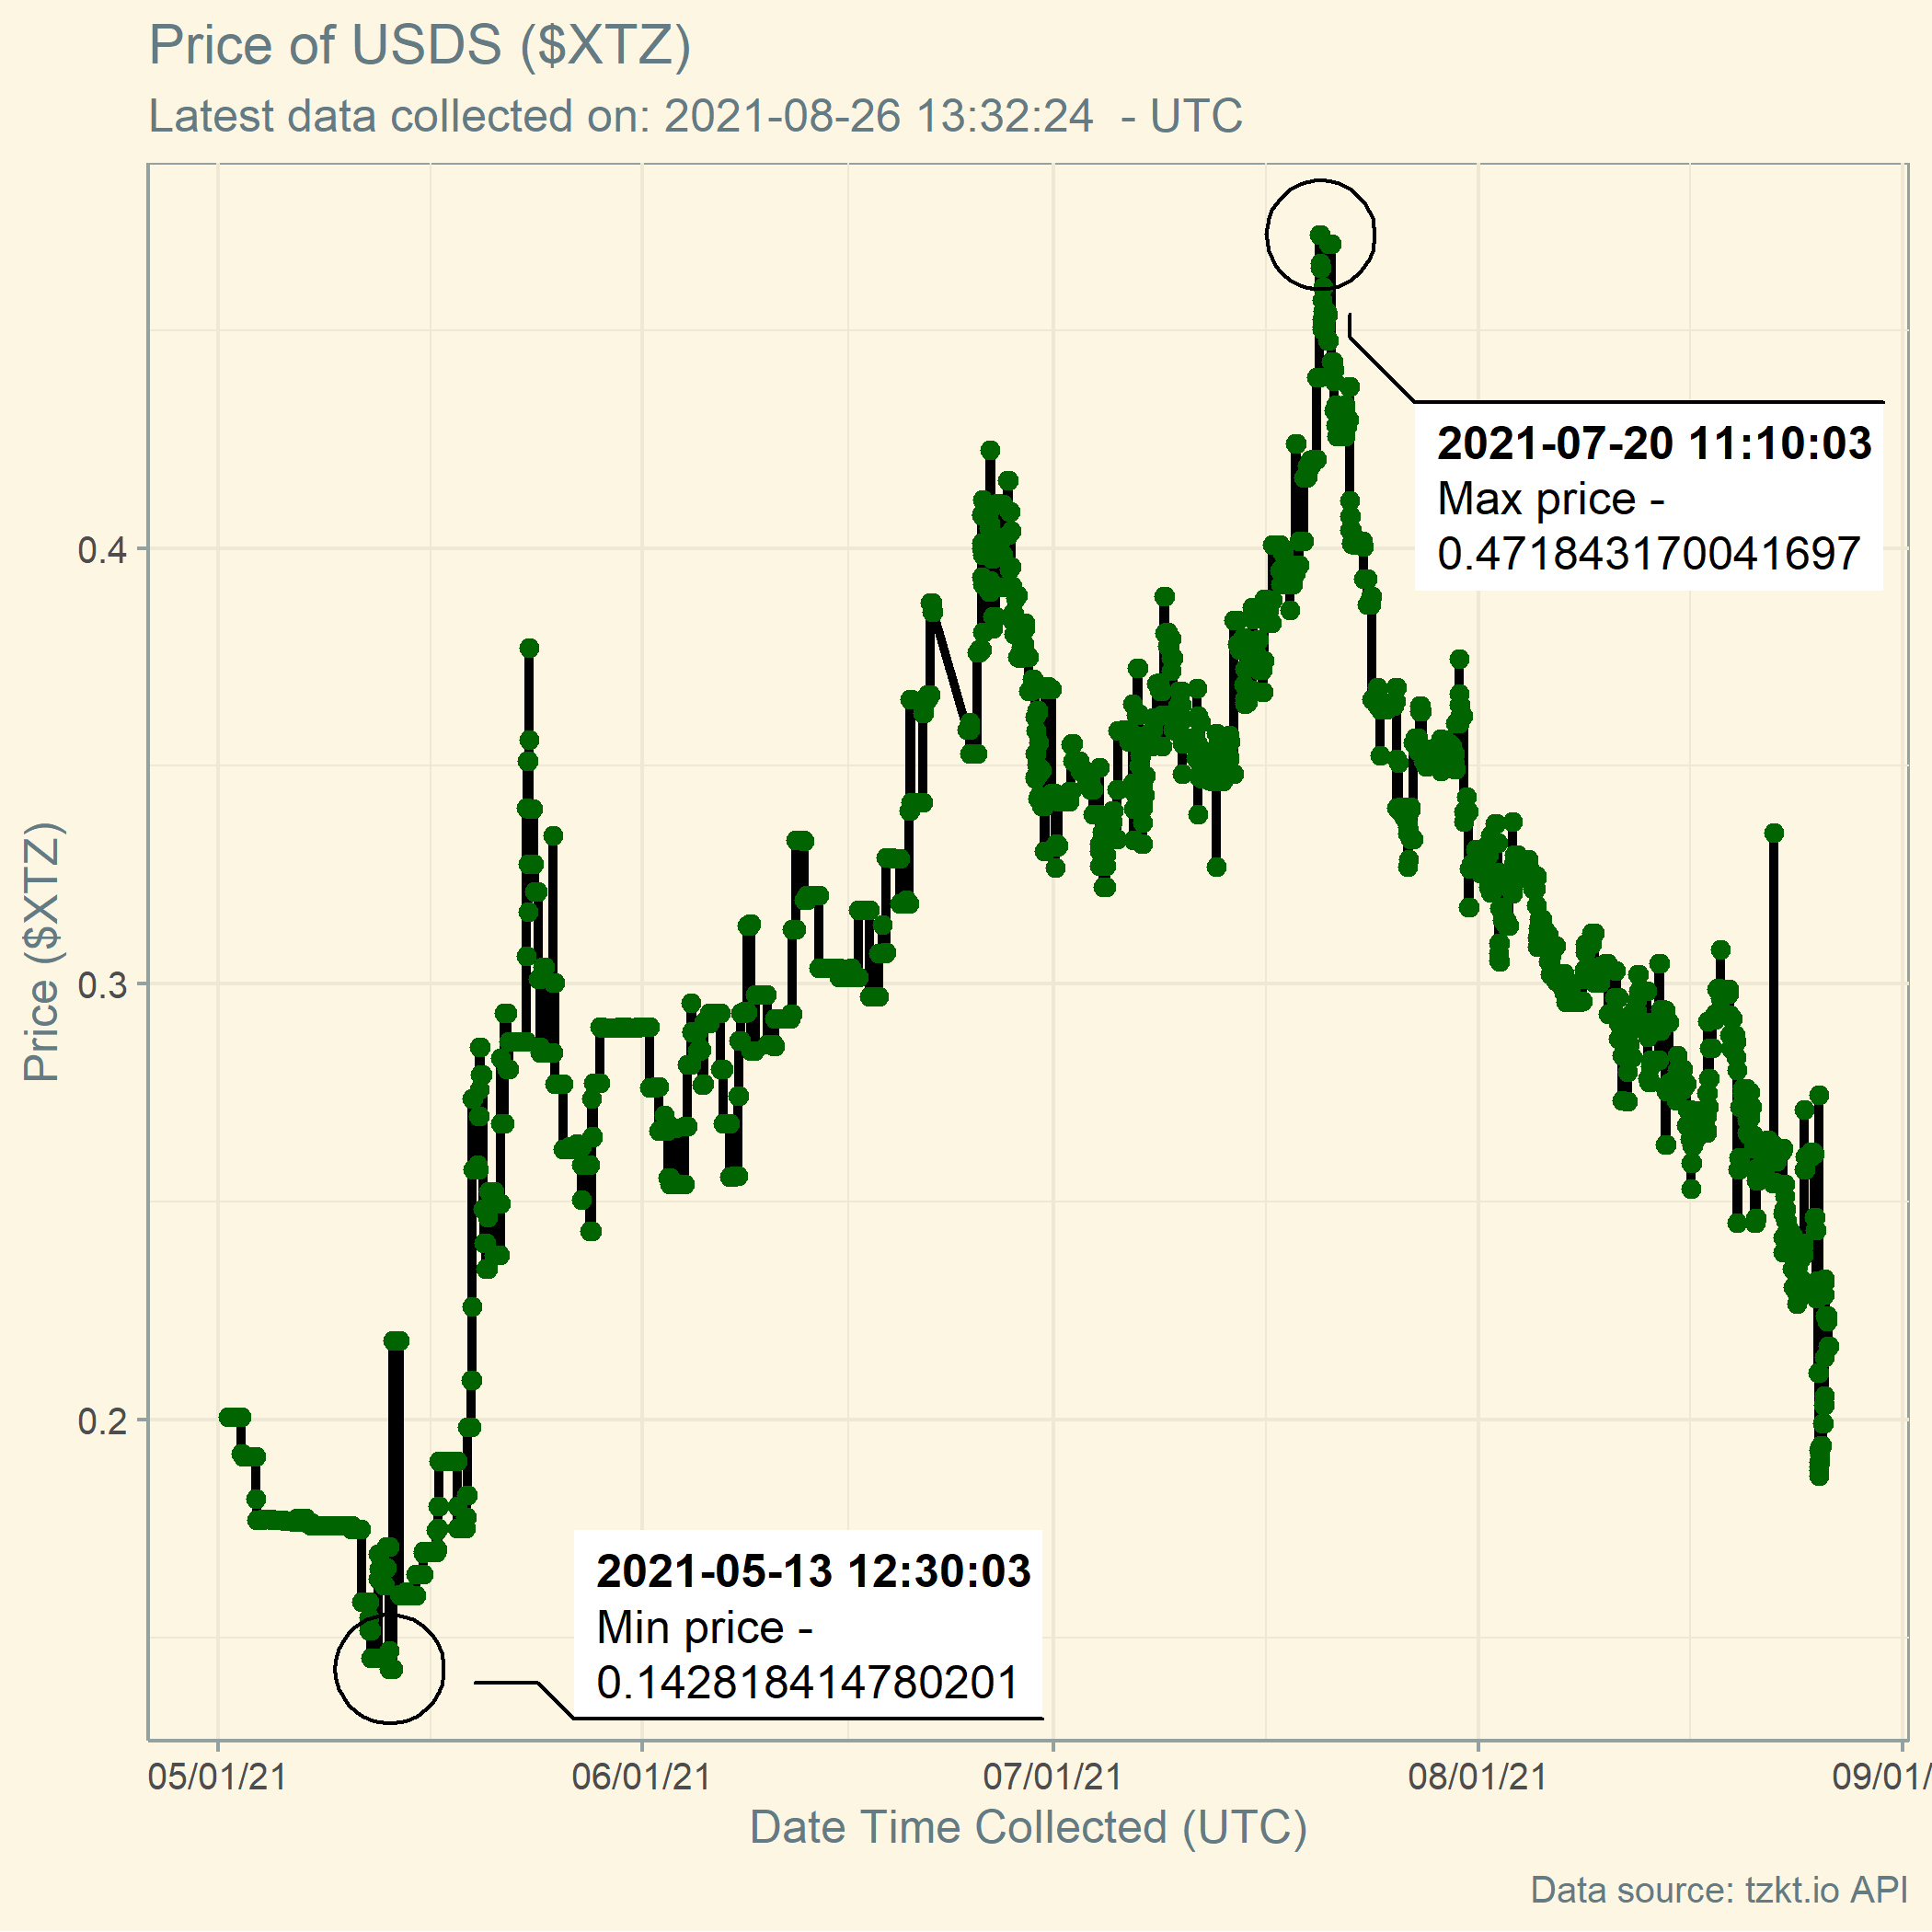 Price of USDS ($XTZ)
Latest data collected on: 2021-08-26 13:32:24  - UTC
2021-07-20 11:10:03
Max price -
0.471843170041697
0.4
0.3
0.2
Price ($XTZ)
2021-05-13 12:30:03
Min price -
0.142818414780201
05/01/21 06/01/21 07/01/21 08/01/21 09/01/
Date Time Collected (UTC)
Data source: tzkt.io API